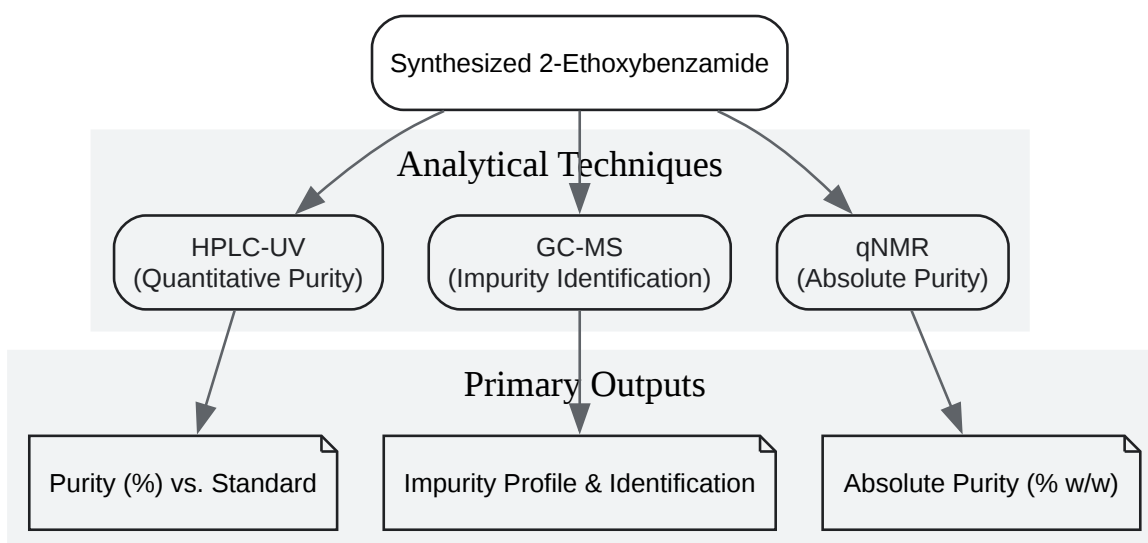 Synthesized 2-Ethoxybenzamide
Analytical Techniques
HPLC-UV
(Quantitative Purity)
GC-MS
(Impurity Identification)
qNMR
(Absolute Purity)
Primary Outputs
Purity (%) vs. Standard
Impurity Profile & Identification
Absolute Purity (% w/w)